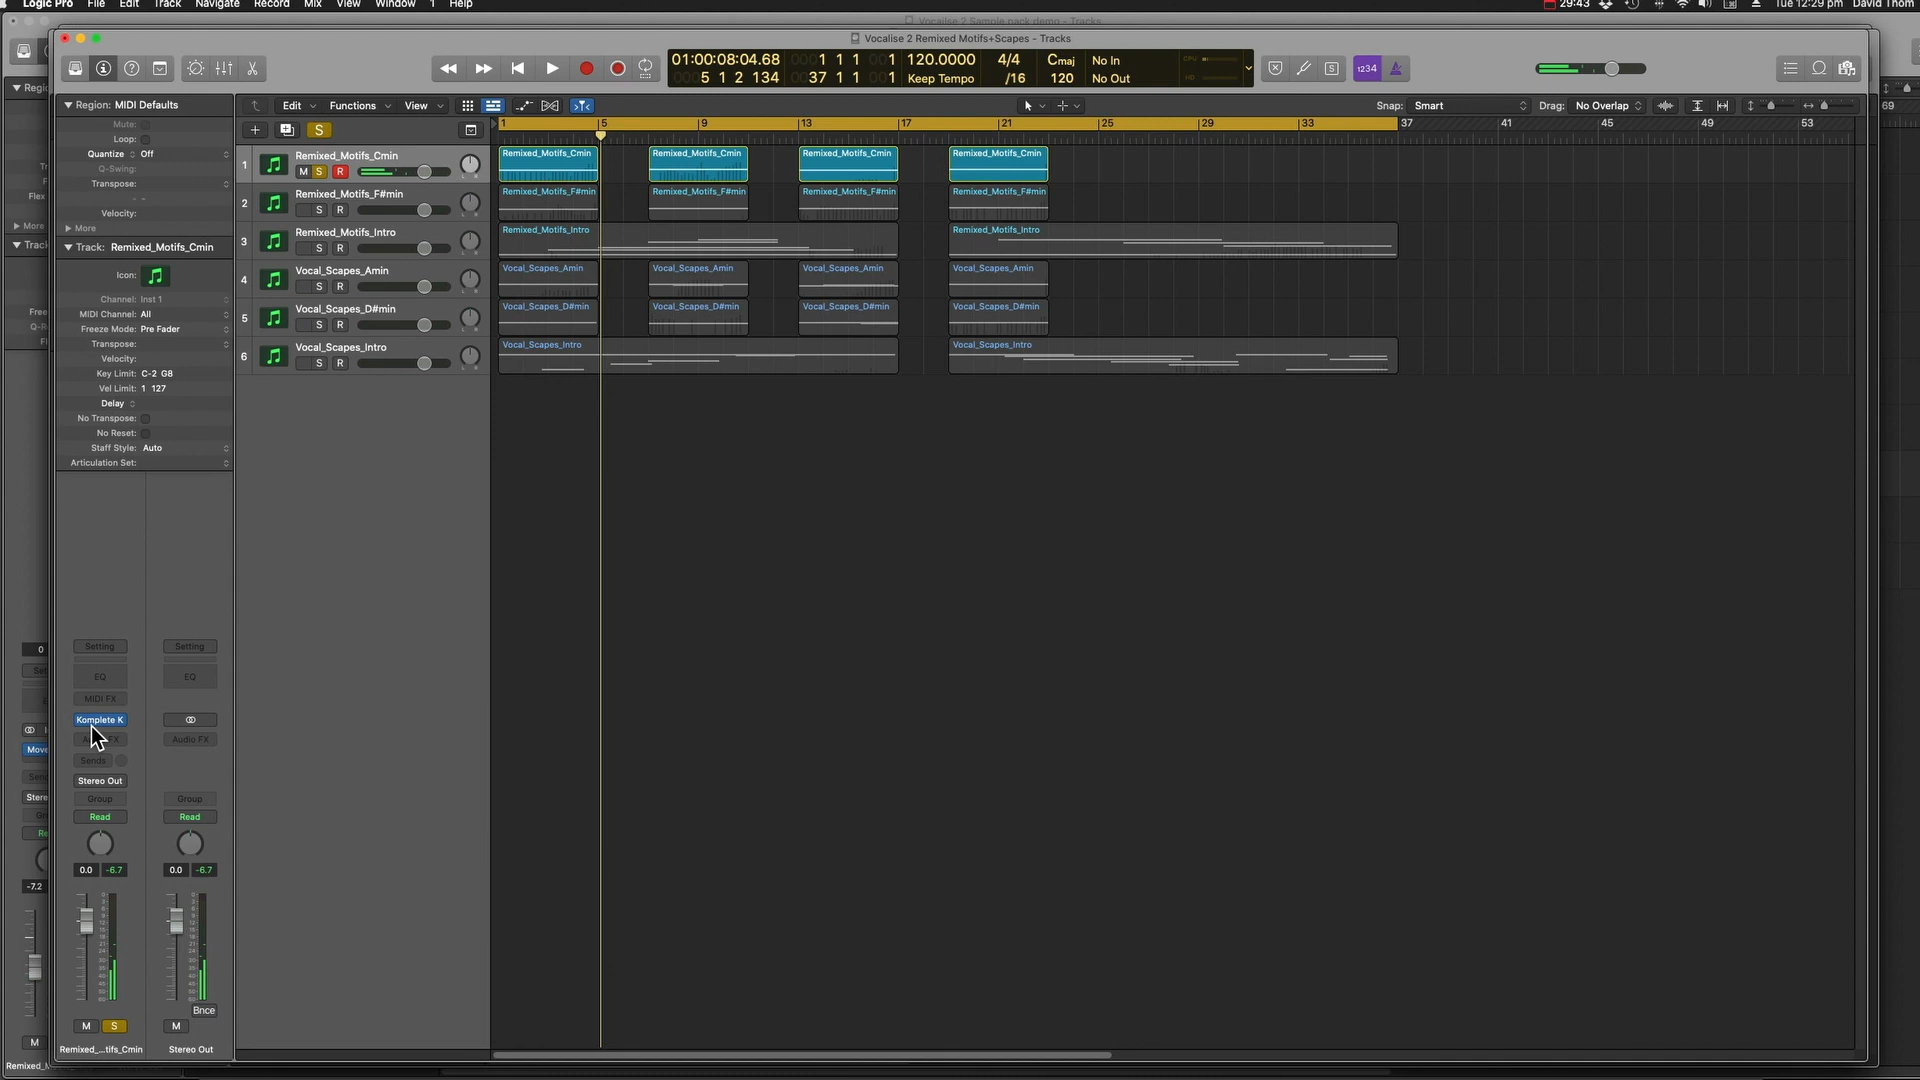 Logic Pro File Edit Track Navigate Record Mix View Window 1 Help
29:43 Tue 12:29 pm David Thom
Vocalise 2 Sample pack demo - Tracks
Vocalise 2 Remixed Motifs+Scapes - Tracks
01:00:08:04.68 1 1 1 120.0000 4/4 Cmaj No In
5 1 2 134 37 1 1 1 Keep Tempo /16 120 No Out
CPU
HD
1234
Region: MIDI Defaults
Edit Functions View
Snap: Smart Drag: No Overlap
Mute:
Loop:
Quantize Off
Q-Swing:
Transpose:
Velocity:
More
Track: Remixed_Motifs_Cmin
Icon:
Channel: Inst 1
MIDI Channel: All
Freeze Mode: Pre Fader
Transpose:
Velocity:
Key Limit: C-2 G8
Vel Limit: 1 127
Delay
No Transpose:
No Reset:
Staff Style: Auto
Articulation Set:
S
1 5 9 13 17 21 25 29 33 37 41 45 49 53
69
1 Remixed_Motifs_Cmin
M S R
2 Remixed_Motifs_F#min
S R
3 Remixed_Motifs_Intro
S R
4 Vocal_Scapes_Amin
S R
5 Vocal_Scapes_D#min
S R
6 Vocal_Scapes_Intro
S R
Remixed_Motifs_Cmin Remixed_Motifs_Cmin Remixed_Motifs_Cmin Remixed_Motifs_Cmin
Remixed_Motifs_F#min Remixed_Motifs_F#min Remixed_Motifs_F#min Remixed_Motifs_F#min
Remixed_Motifs_Intro Remixed_Motifs_Intro
Vocal_Scapes_Amin Vocal_Scapes_Amin Vocal_Scapes_Amin Vocal_Scapes_Amin
Vocal_Scapes_D#min Vocal_Scapes_D#min Vocal_Scapes_D#min Vocal_Scapes_D#min
Vocal_Scapes_Intro Vocal_Scapes_Intro
Setting Setting
EQ EQ
MIDI FX
Komplete K
Audio FX
Sends
Stereo Out
Group Group
Read Read
0.0 -6.7 0.0 -6.7
-7.2
Bnce
M S M
Remixed_...tifs_Cmin Stereo Out